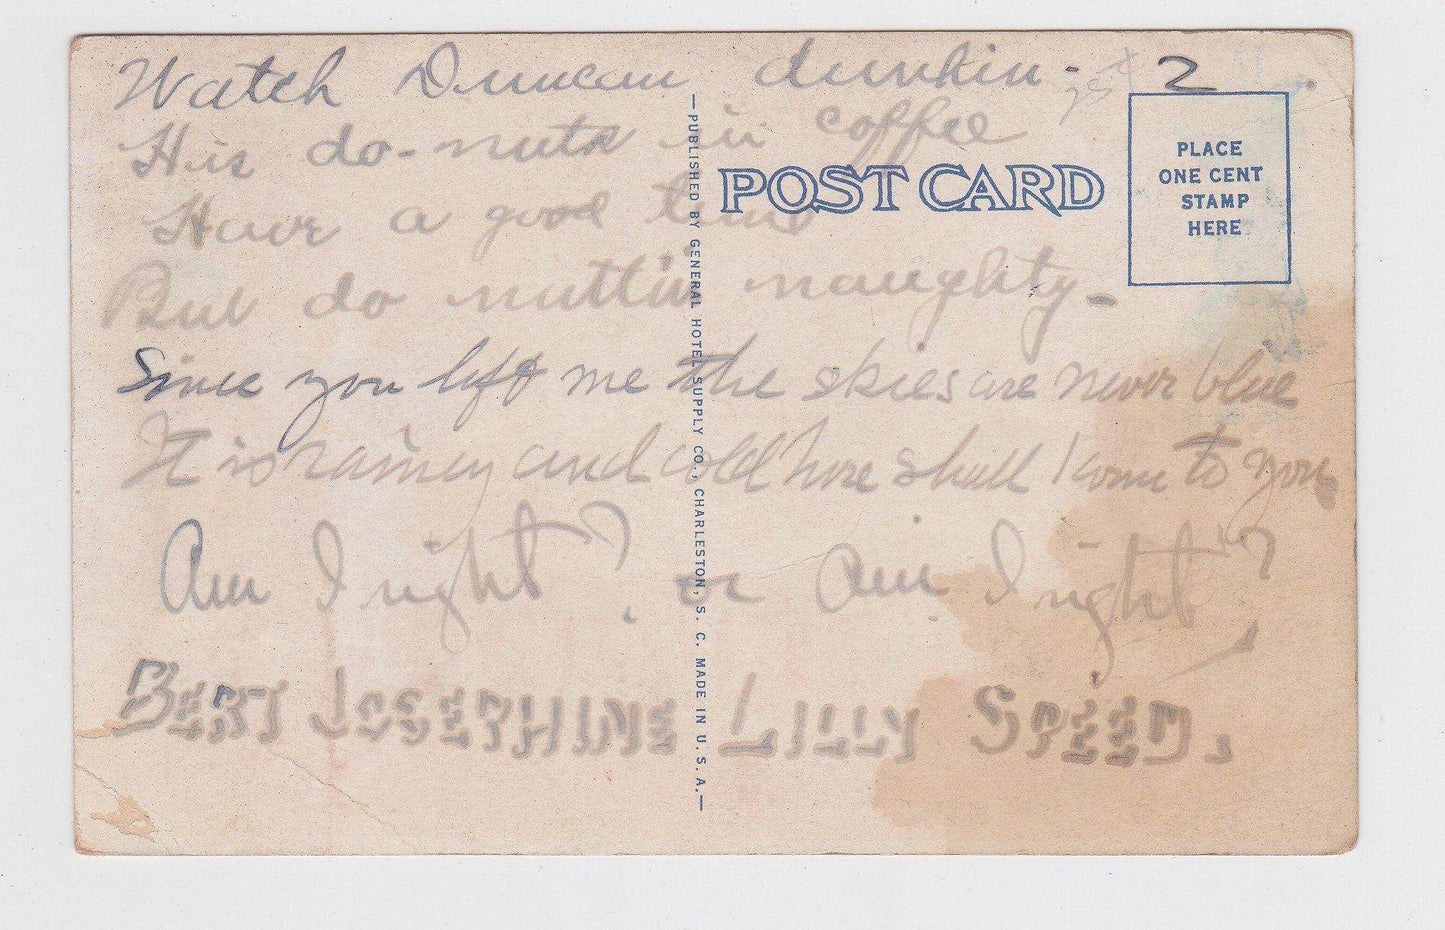 Watch Duncan dunkin - 2
His do-nuts in coffee
Have a good time
But do nuttin naughty -
Since you left me the skies are never blue
It is rainey and cold here shall I come to you
Am I right? or Am I right?
BERT JOSEPHINE LILLY SPEED.
POST CARD
PLACE
ONE CENT
STAMP
HERE
—PUBLISHED BY GENERAL HOTEL SUPPLY CO., CHARLESTON, S. C. MADE IN U. S. A.—